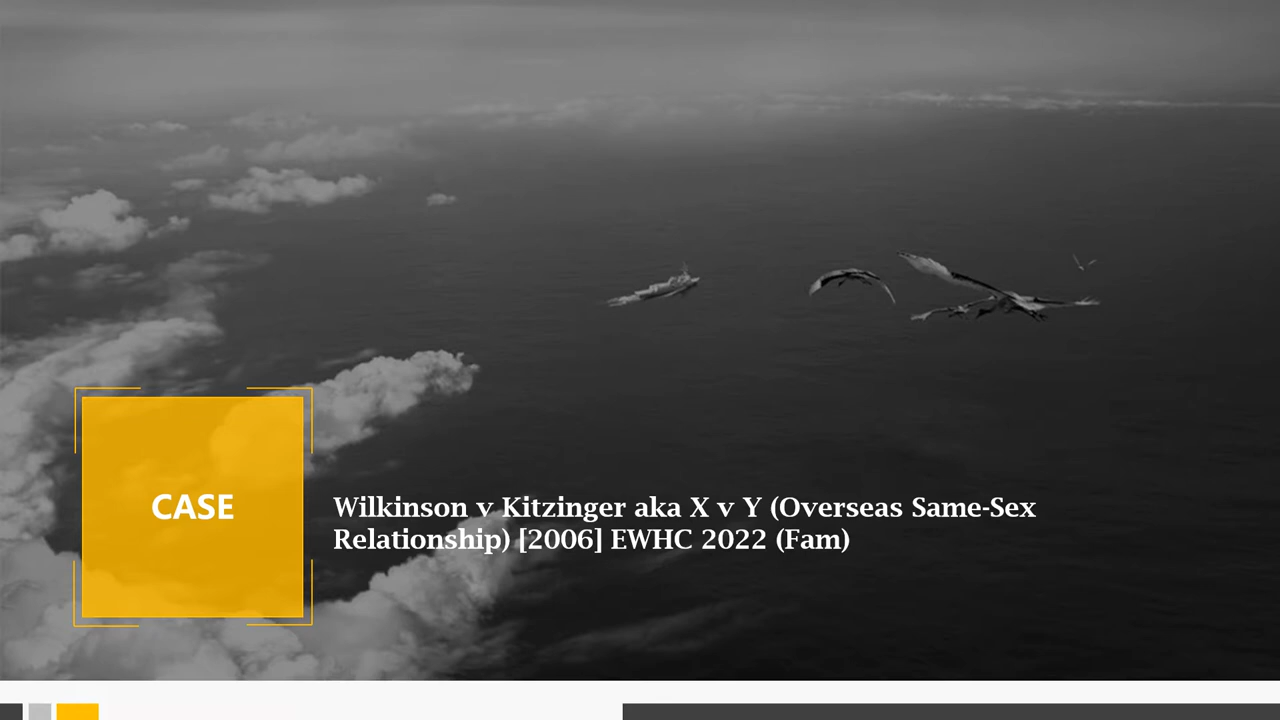 CASE
Wilkinson v Kitzinger aka X v Y (Overseas Same-Sex
Relationship) [2006] EWHC 2022 (Fam)